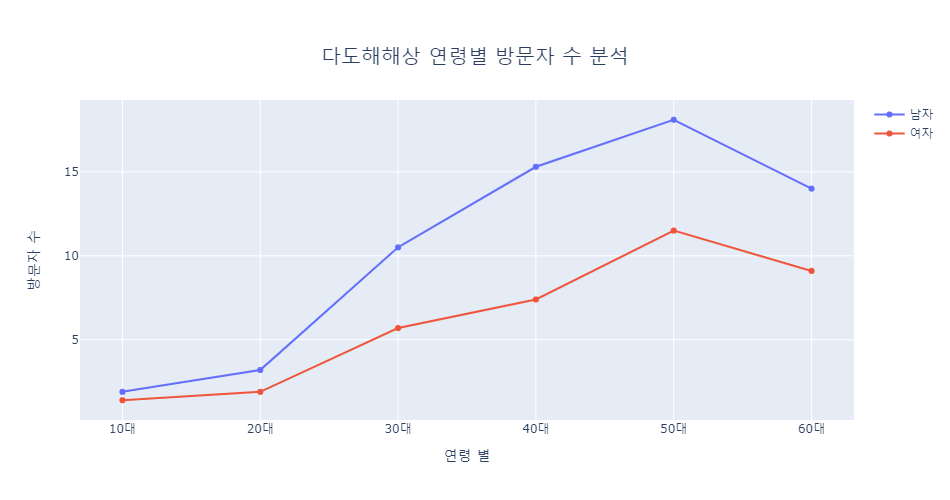 다도해해상 연령별 방문자 수 분석
남자
여자
15
10
5
방문자 수
10대
20대
30대
40대
50대
60대
연령 별